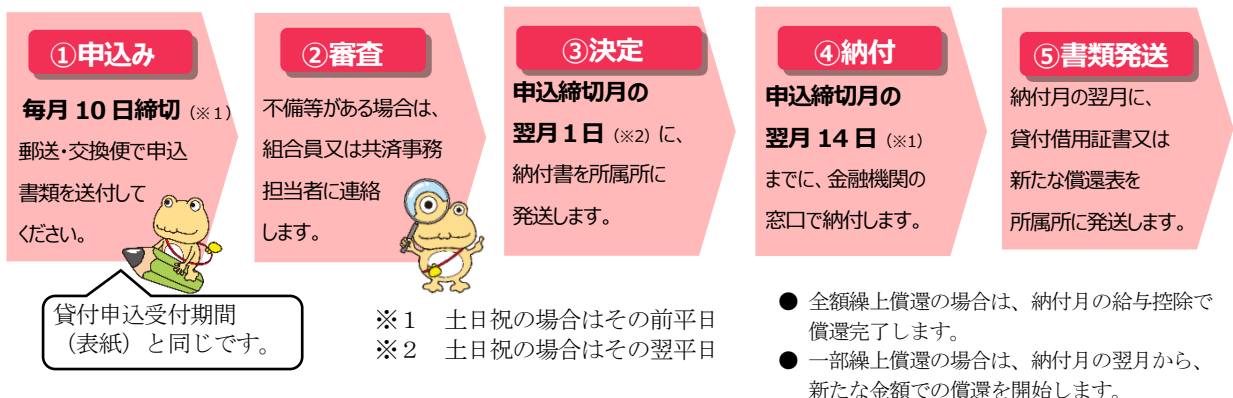 ①申込み
毎月 10 日締切 (※1)
郵送・交換便で申込
書類を送付して
ください。
貸付申込受付期間
（表紙）と同じです。
②審査
不備等がある場合は、
組合員又は共済事務
担当者に連絡
します。
③決定
申込締切月の
翌月１日 (※2) に、
納付書を所属所に
発送します。
④納付
申込締切月の
翌月 14 日 (※1)
までに、金融機関の
窓口で納付します。
⑤書類発送
納付月の翌月に、
貸付借用証書又は
新たな償還表を
所属所に発送します。
※１　土日祝の場合はその前平日
※２　土日祝の場合はその翌平日
● 全額繰上償還の場合は、納付月の給与控除で
償還完了します。
● 一部繰上償還の場合は、納付月の翌月から、
新たな金額での償還を開始します。